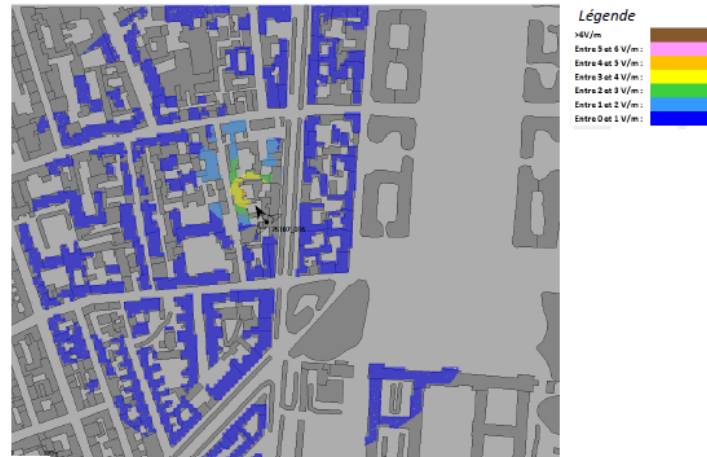 Légende
>6V/m
Entre 5 et 6 V/m :
Entre 4 et 5 V/m :
Entre 3 et 4 V/m :
Entre 2 et 3 V/m :
Entre 1 et 2 V/m :
Entre 0 et 1 V/m :